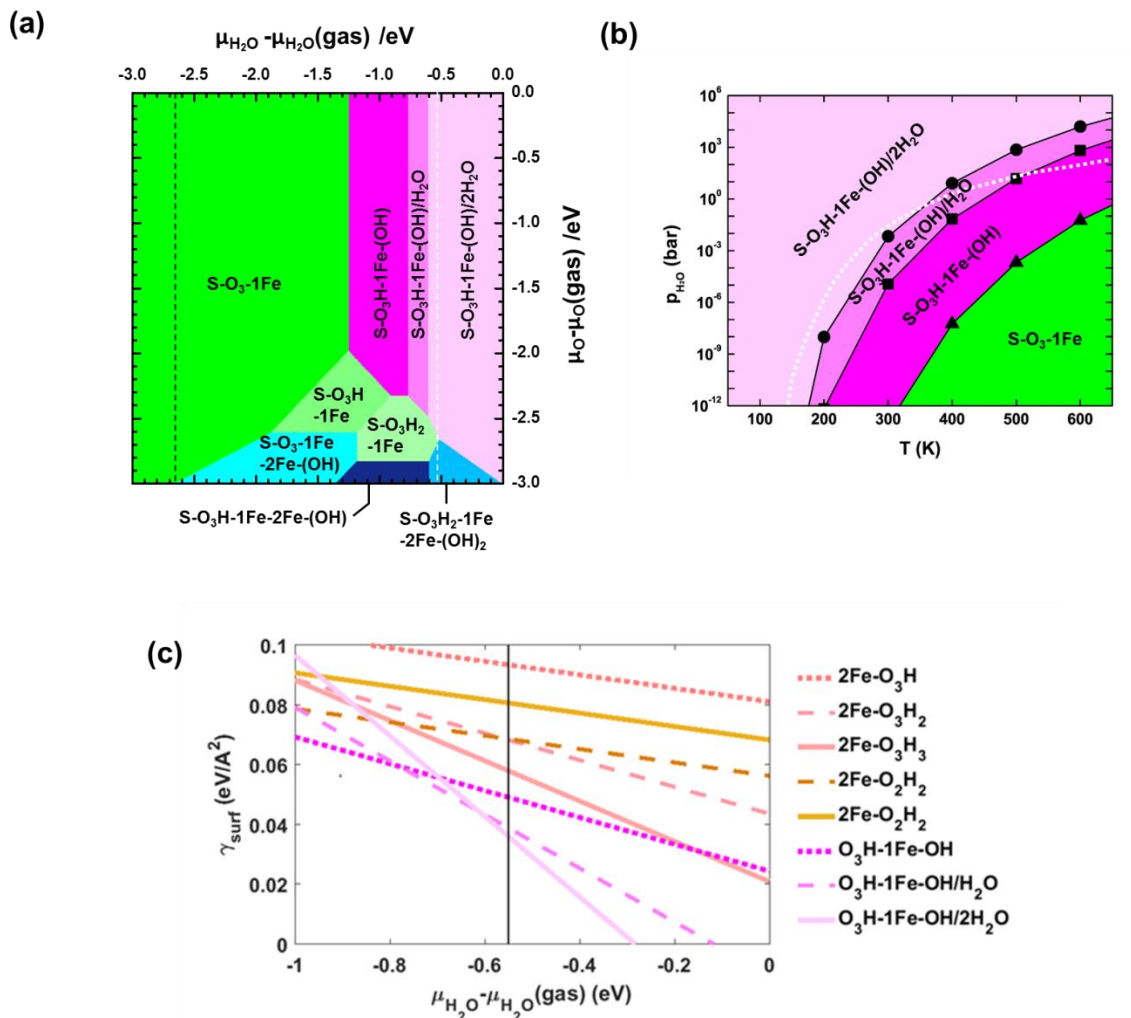 (a)
μH₂O -μH₂O(gas) /eV
-3.0 -2.5 -2.0 -1.5 -1.0 -0.5 0.0
0.0
-0.5
-1.0
-1.5
-2.0
-2.5
-3.0
μO-μO(gas) /eV
S-O₃-1Fe
S-O₃H-1Fe-(OH)
S-O₃H-1Fe-(OH)/H₂O
S-O₃H-1Fe-(OH)/2H₂O
S-O₃H
-1Fe
S-O₃H₂
-1Fe
S-O₃-1Fe
-2Fe-(OH)
S-O₃H-1Fe-2Fe-(OH)
S-O₃H₂-1Fe
-2Fe-(OH)₂
(b)
10⁶
10³
10⁰
10⁻³
10⁻⁶
10⁻⁹
10⁻¹²
pH₂O (bar)
S-O₃H-1Fe-(OH)/2H₂O
S-O₃H-1Fe-(OH)/H₂O
S-O₃H-1Fe-(OH)
S-O₃-1Fe
100 200 300 400 500 600
T (K)
(c)
0.1
0.08
0.06
0.04
0.02
0
γsurf (eV/A²)
-1 -0.8 -0.6 -0.4 -0.2 0
μH₂O-μH₂O(gas) (eV)
2Fe-O₃H
2Fe-O₃H₂
2Fe-O₃H₃
2Fe-O₂H₂
2Fe-O₂H₂
O₃H-1Fe-OH
O₃H-1Fe-OH/H₂O
O₃H-1Fe-OH/2H₂O